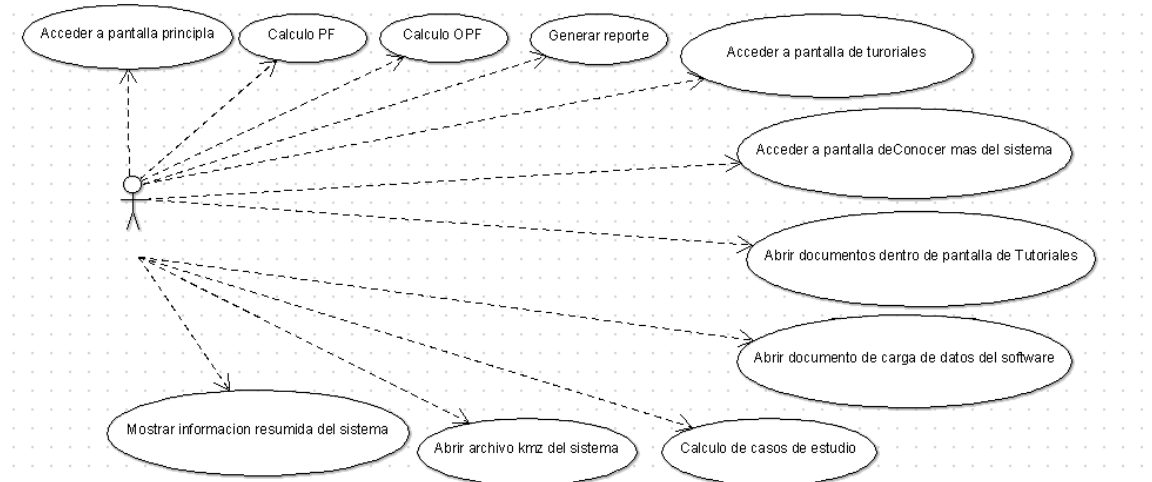 Acceder a pantalla principla
Calculo PF
Calculo OPF
Generar reporte
Acceder a pantalla de turoriales
Acceder a pantalla deConocer mas del sistema
Abrir documentos dentro de pantalla de Tutoriales
Abrir documento de carga de datos del software
Mostrar informacion resumida del sistema
Abrir archivo kmz del sistema
Calculo de casos de estudio